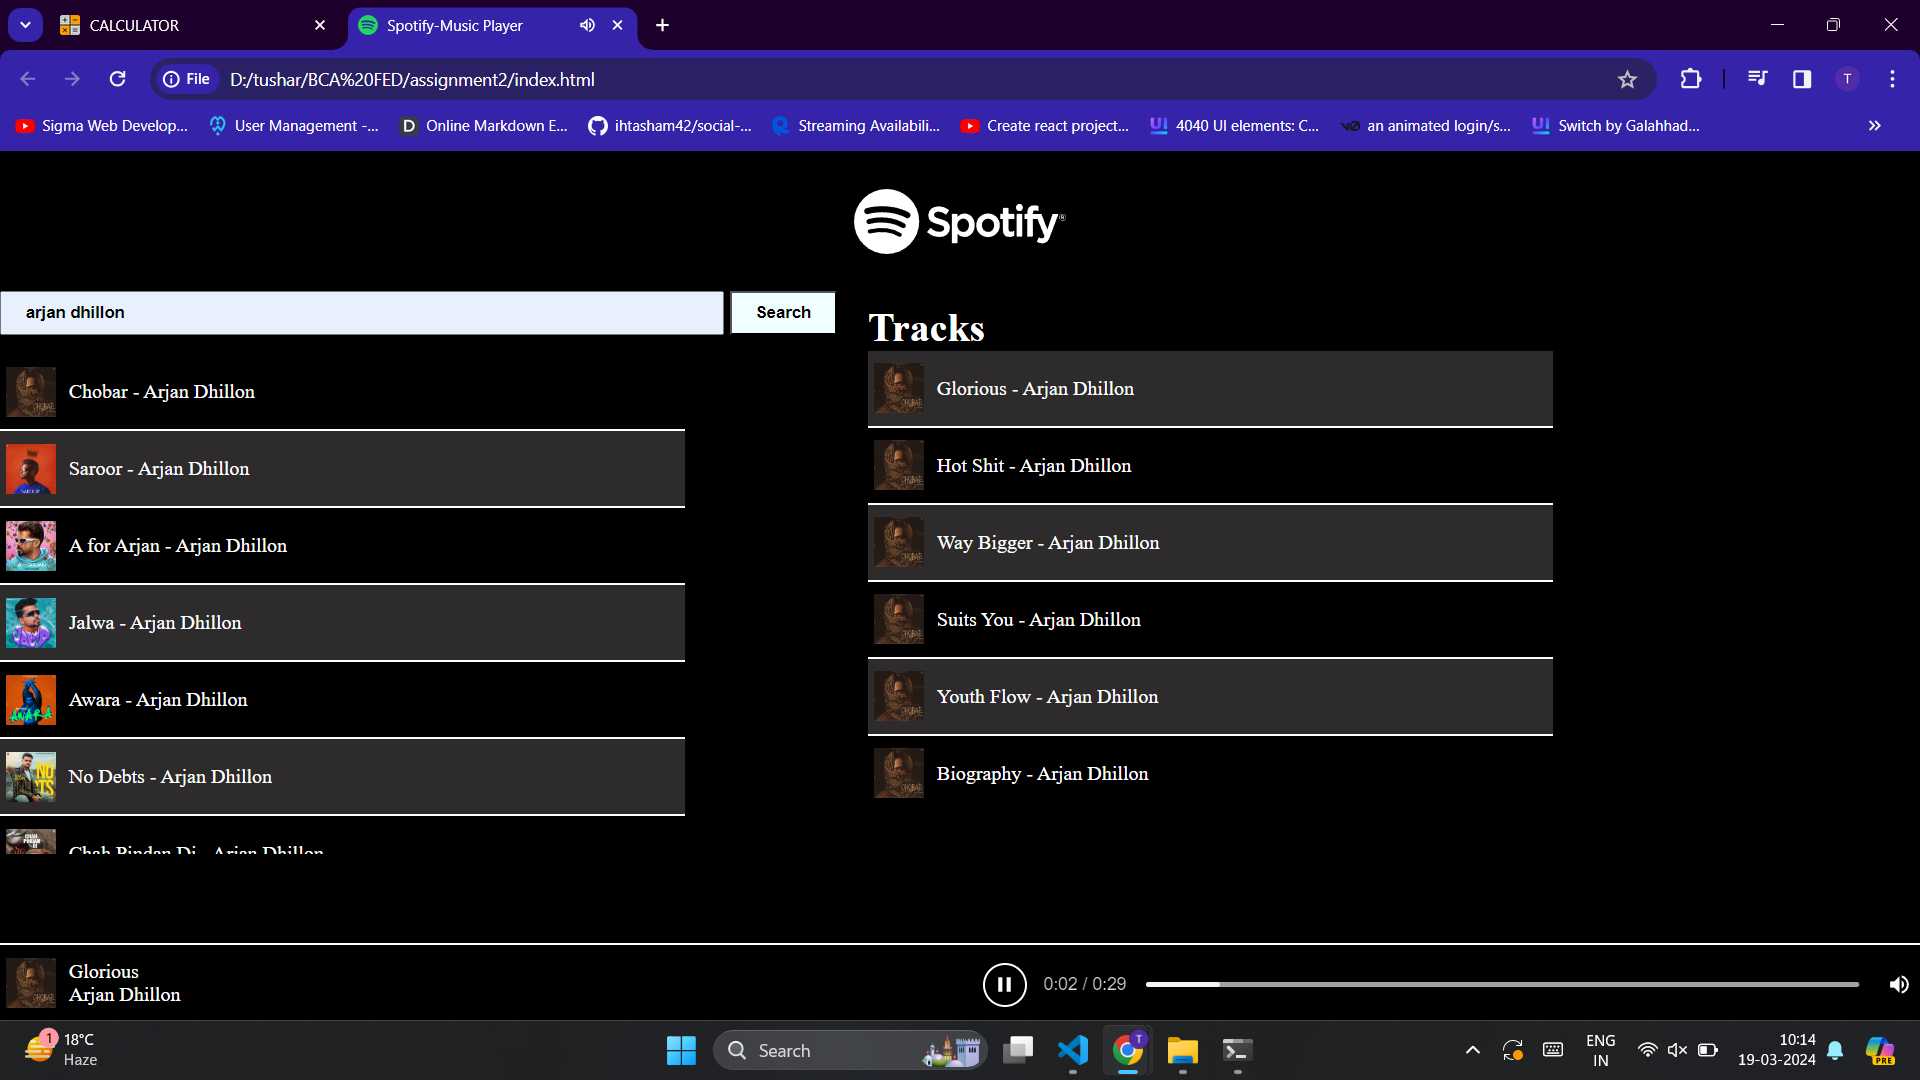 CALCULATOR
Spotify-Music Player
File
D:/tushar/BCA%20FED/assignment2/index.html
T
Sigma Web Develop...
User Management -...
Online Markdown E...
ihtasham42/social-...
Streaming Availabili...
Create react project...
4040 UI elements: C...
an animated login/s...
Switch by Galahhad...
Spotify®
arjan dhillon
Search
Tracks
Chobar - Arjan Dhillon
Saroor - Arjan Dhillon
A for Arjan - Arjan Dhillon
Jalwa - Arjan Dhillon
Awara - Arjan Dhillon
No Debts - Arjan Dhillon
Chah Pindan Di - Arjan Dhillon
Glorious - Arjan Dhillon
Hot Shit - Arjan Dhillon
Way Bigger - Arjan Dhillon
Suits You - Arjan Dhillon
Youth Flow - Arjan Dhillon
Biography - Arjan Dhillon
Glorious
Arjan Dhillon
0:02 / 0:29
1
18°C
Haze
Search
T
ENG
IN
10:14
19-03-2024
PRE